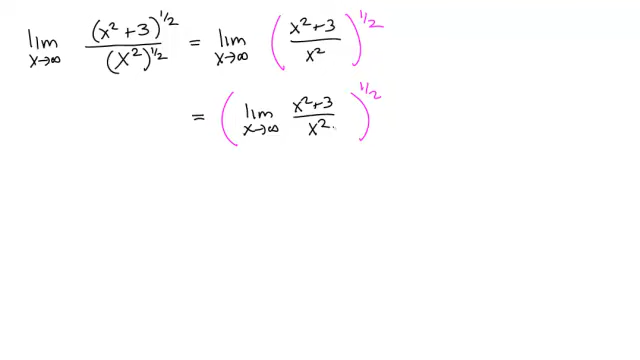 lim x→∞ (x² + 3)^1/2 / (x²)^1/2 = lim x→∞ ( x²+3 / x² )^1/2
= ( lim x→∞ x²+3 / x² )^1/2